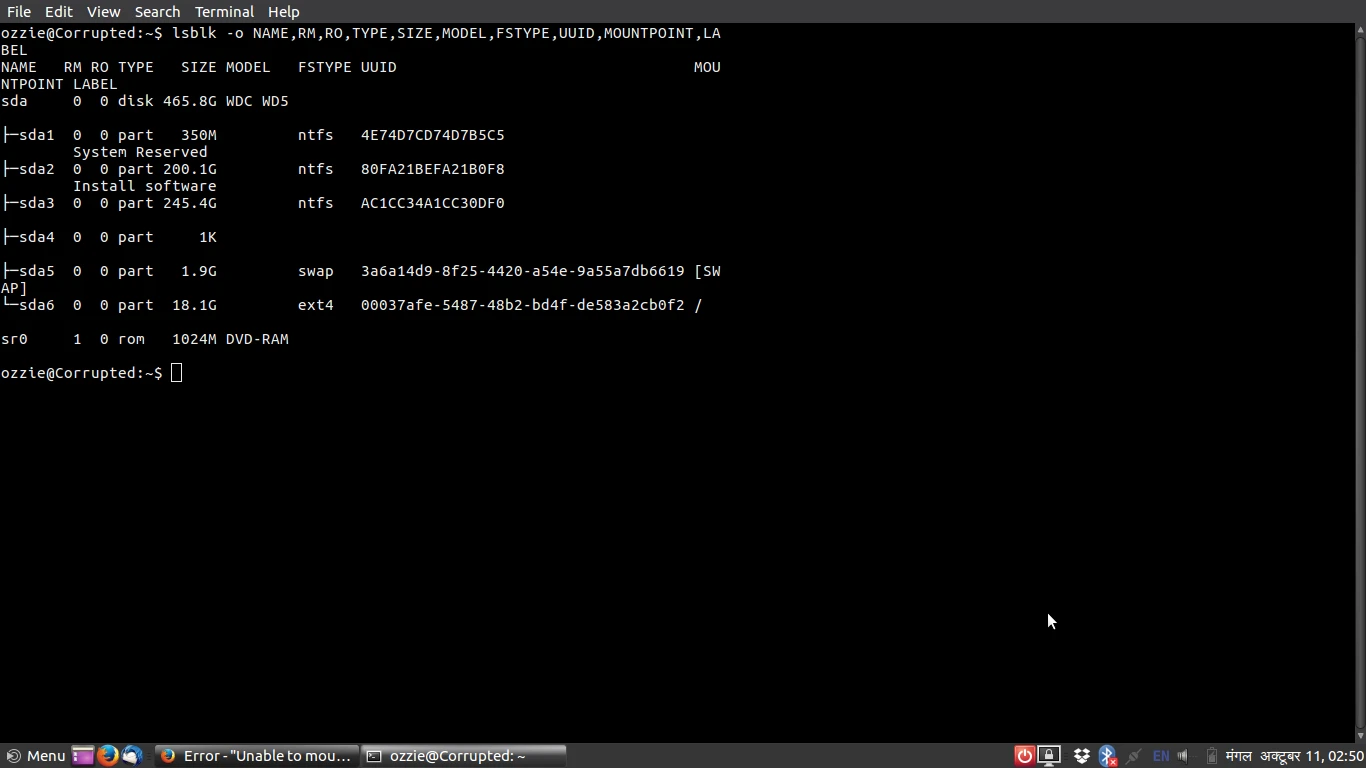 File Edit View Search Terminal Help
ozzie@Corrupted:~$ lsblk -o NAME,RM,RO,TYPE,SIZE,MODEL,FSTYPE,UUID,MOUNTPOINT,LA
BEL
NAME   RM RO TYPE   SIZE MODEL   FSTYPE UUID                                 MOU
NTPOINT LABEL
sda     0  0 disk 465.8G WDC WD5
├─sda1  0  0 part   350M         ntfs   4E74D7CD74D7B5C5
        System Reserved
├─sda2  0  0 part 200.1G         ntfs   80FA21BEFA21B0F8
        Install software
├─sda3  0  0 part 245.4G         ntfs   AC1CC34A1CC30DF0
├─sda4  0  0 part     1K
├─sda5  0  0 part   1.9G         swap   3a6a14d9-8f25-4420-a54e-9a55a7db6619 [SW
AP]
└─sda6  0  0 part  18.1G         ext4   00037afe-5487-48b2-bd4f-de583a2cb0f2 /
sr0     1  0 rom   1024M DVD-RAM
ozzie@Corrupted:~$
Menu Error - "Unable to mou... ozzie@Corrupted: ~ EN मंगल अक्टूबर 11, 02:50